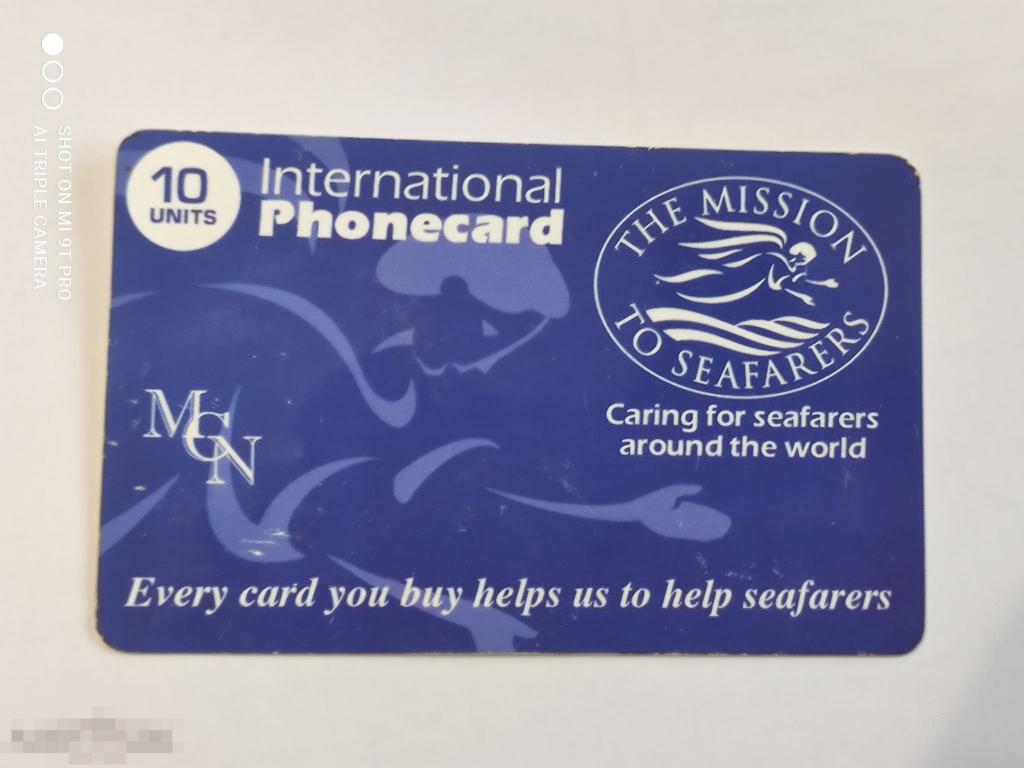 10
UNITS
International
Phonecard
THE MISSION
TO SEAFARERS
Caring for seafarers
around the world
MCN
Every card you buy helps us to help seafarers
SHOT ON MI 9T PRO
AI TRIPLE CAMERA